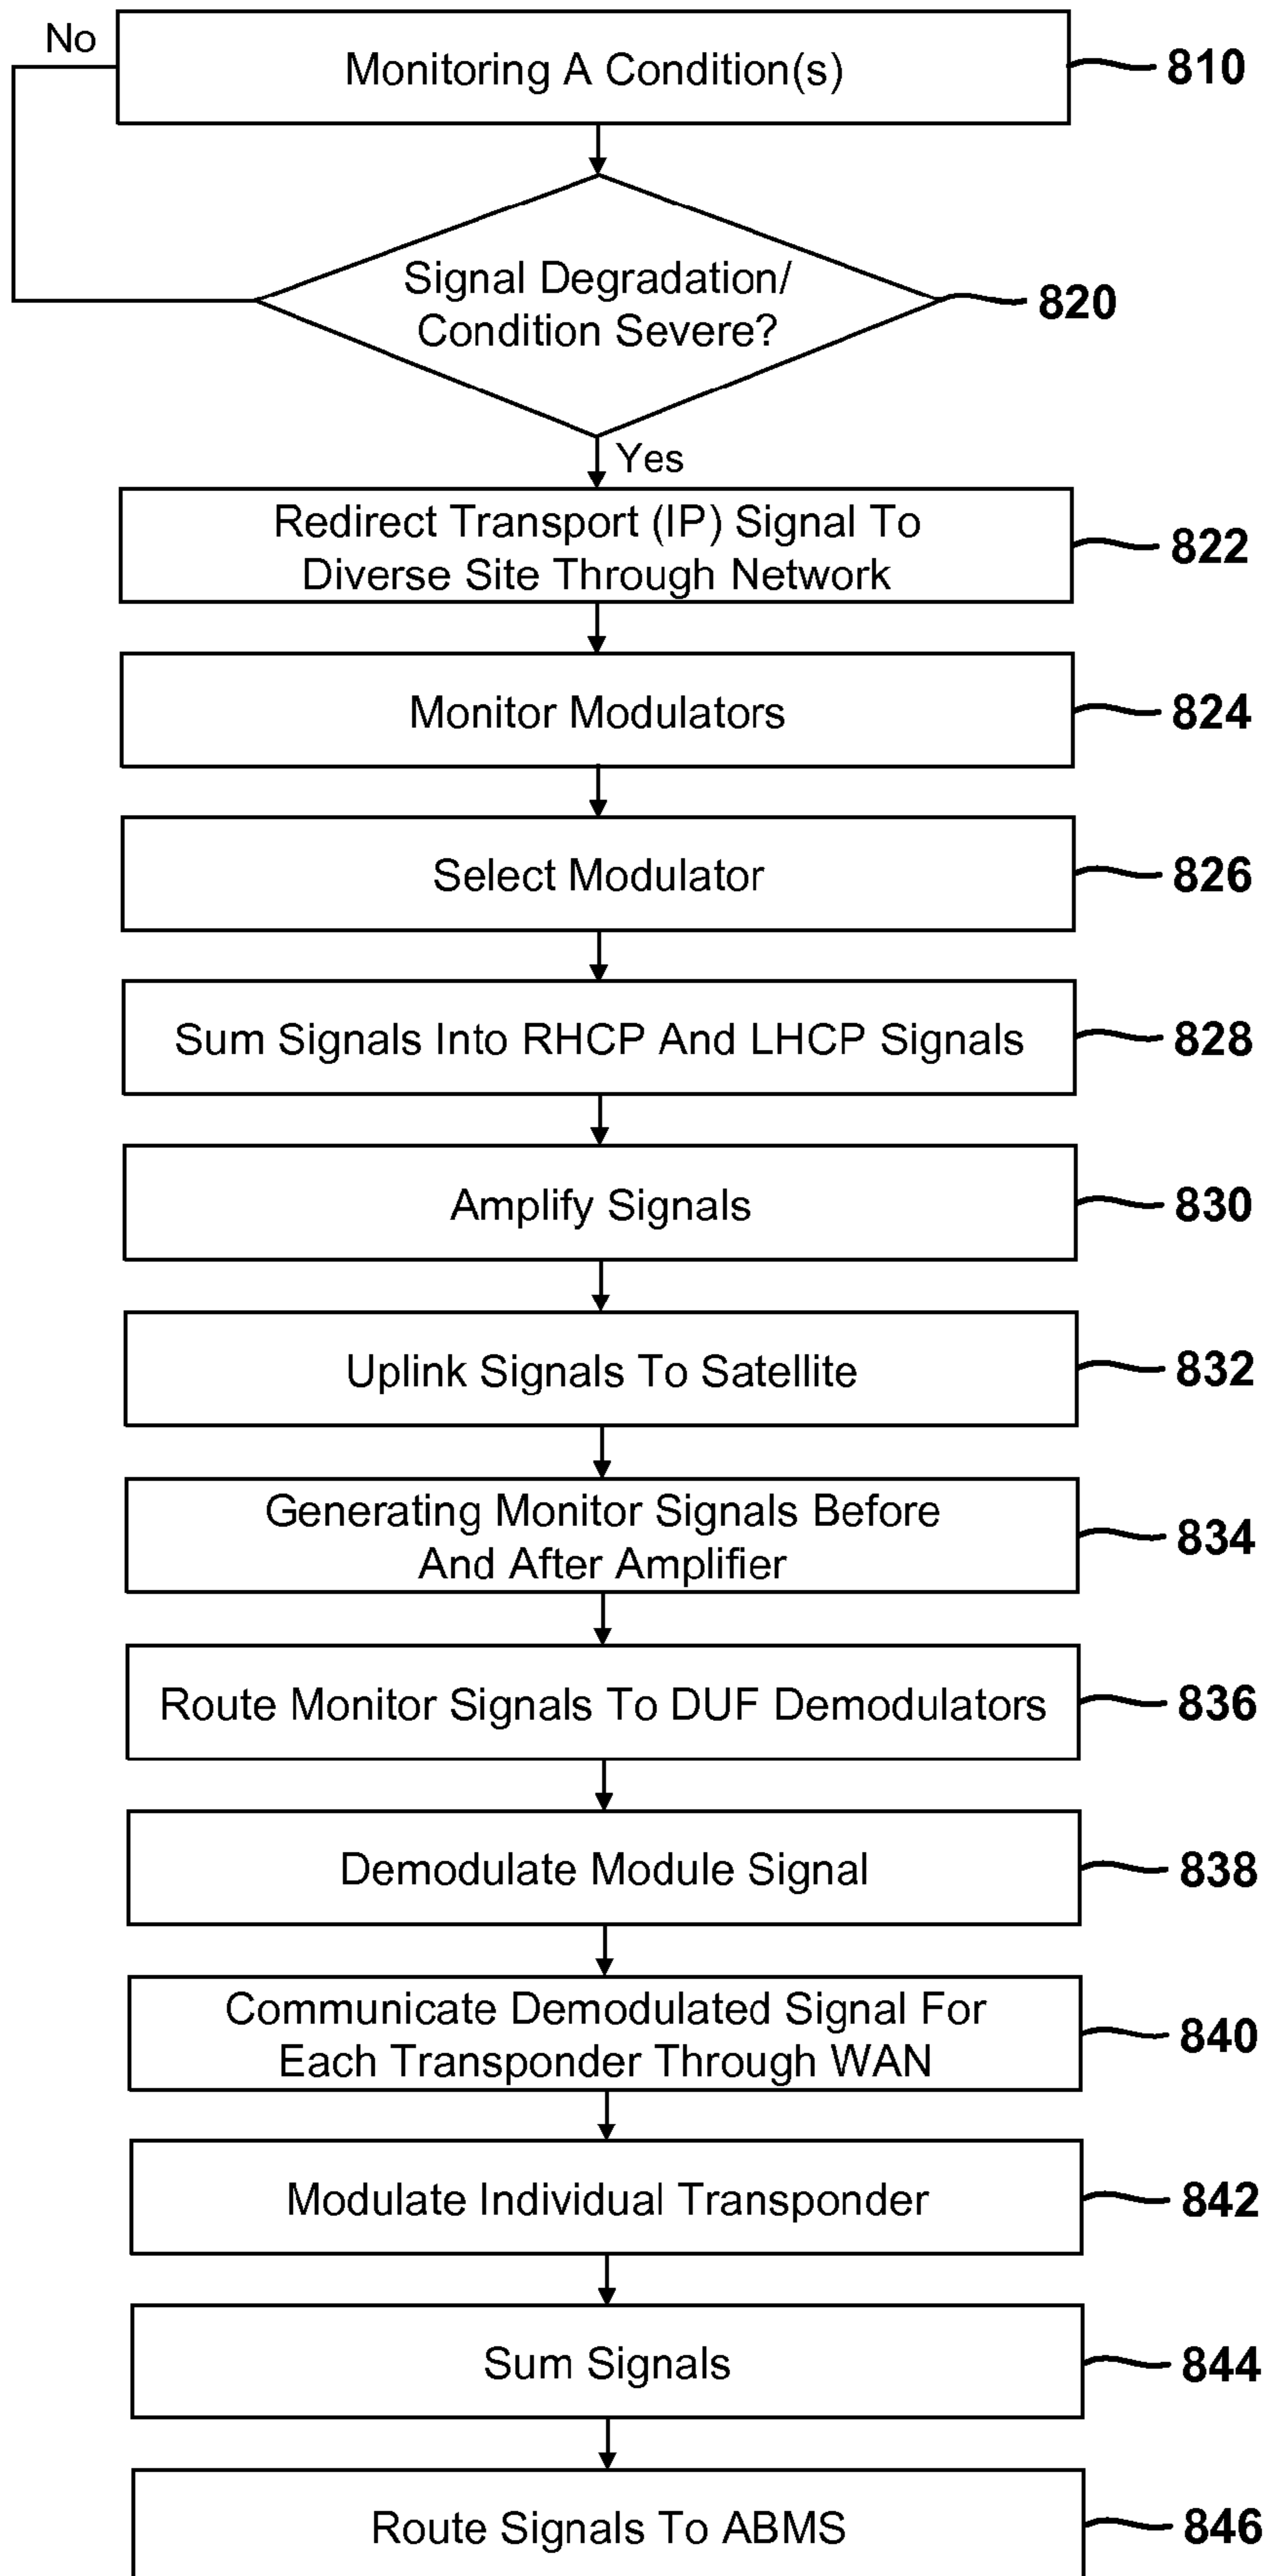 No
Monitoring A Condition(s)
810
Signal Degradation/
Condition Severe?
820
Yes
Redirect Transport (IP) Signal To
Diverse Site Through Network
822
Monitor Modulators
824
Select Modulator
826
Sum Signals Into RHCP And LHCP Signals
828
Amplify Signals
830
Uplink Signals To Satellite
832
Generating Monitor Signals Before
And After Amplifier
834
Route Monitor Signals To DUF Demodulators
836
Demodulate Module Signal
838
Communicate Demodulated Signal For
Each Transponder Through WAN
840
Modulate Individual Transponder
842
Sum Signals
844
Route Signals To ABMS
846